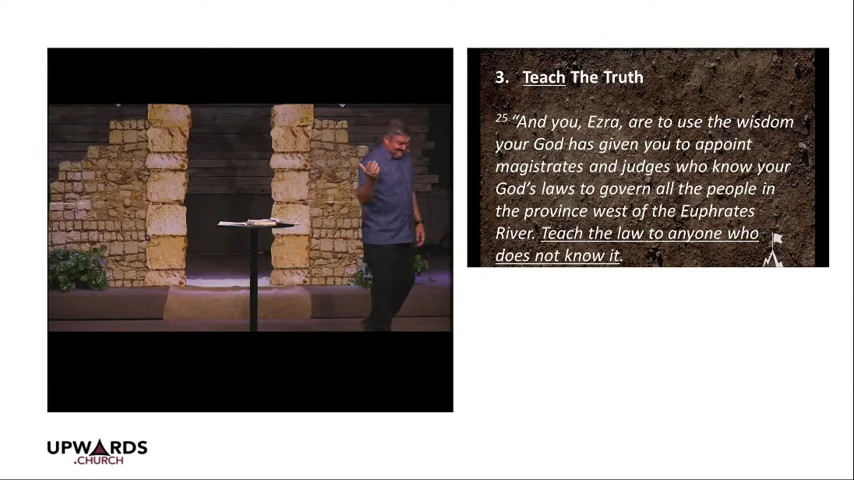 3. Teach The Truth
25 “And you, Ezra, are to use the wisdom
your God has given you to appoint
magistrates and judges who know your
God’s laws to govern all the people in
the province west of the Euphrates
River. Teach the law to anyone who
does not know it.
UPWARDS
.CHURCH